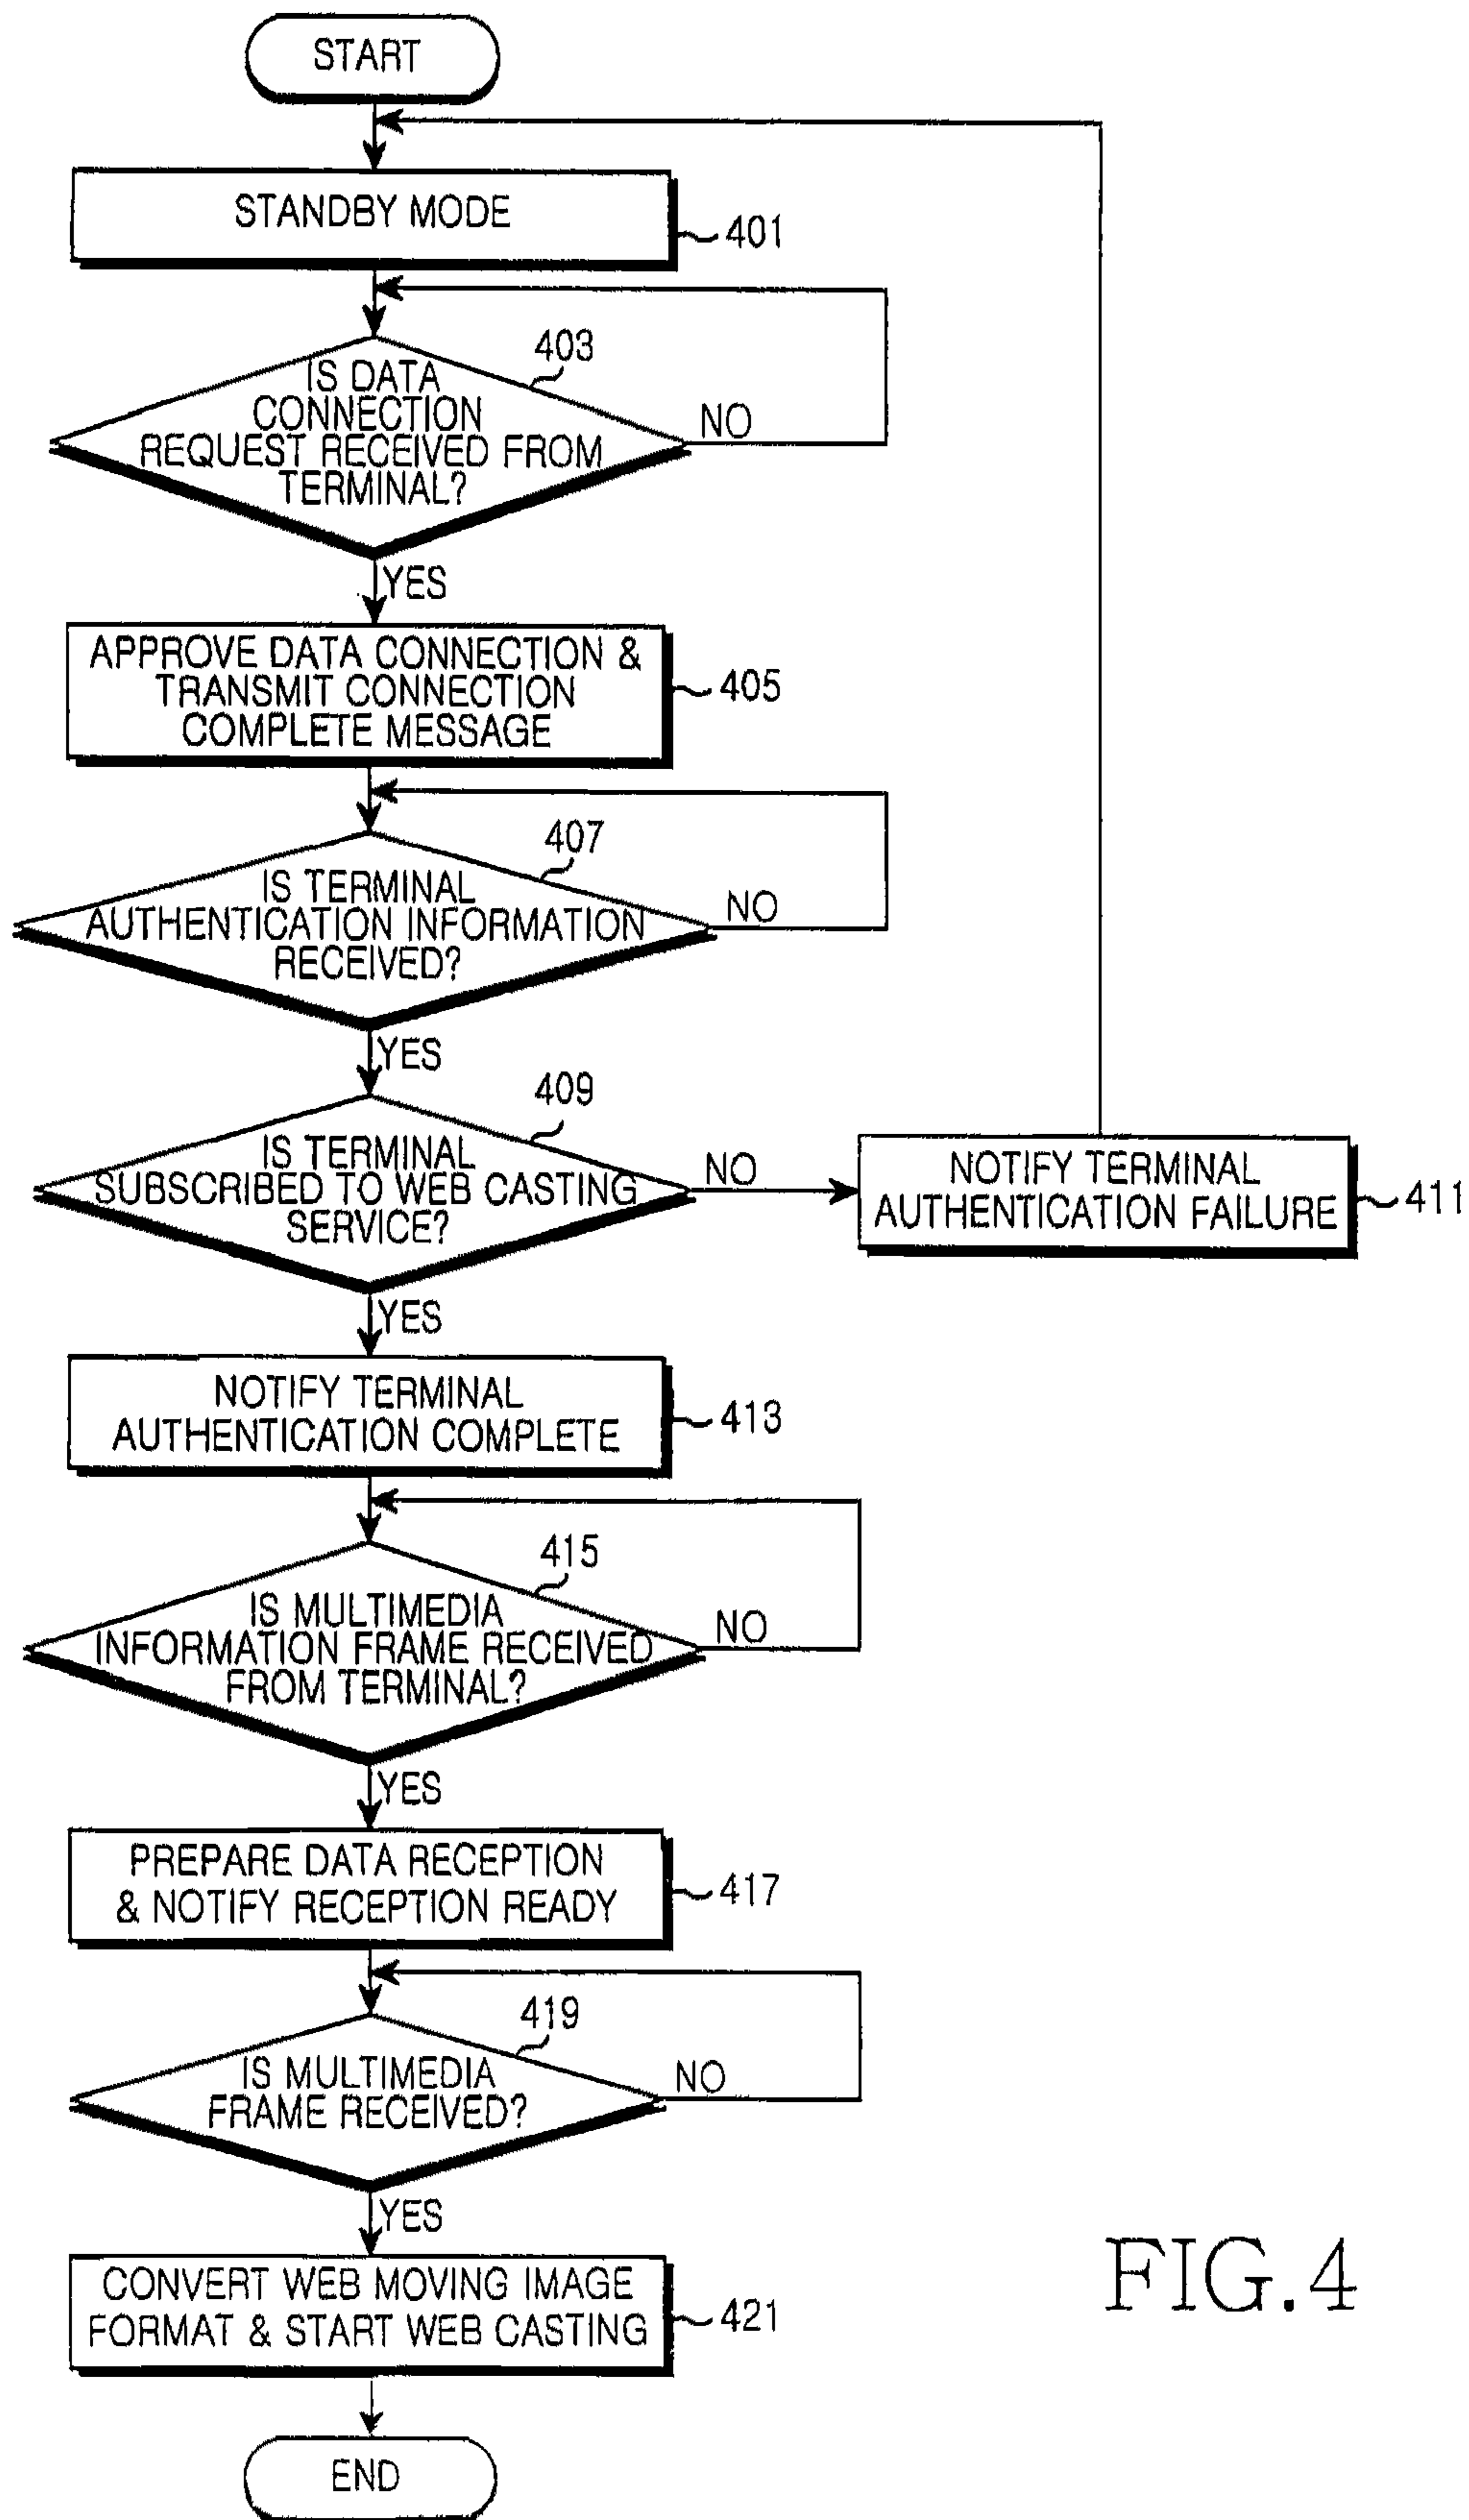 START
STANDBY MODE
401
403
IS DATA
CONNECTION
REQUEST RECEIVED FROM
TERMINAL?
NO
YES
APPROVE DATA CONNECTION &
TRANSMIT CONNECTION
COMPLETE MESSAGE
405
407
IS TERMINAL
AUTHENTICATION INFORMATION
RECEIVED?
NO
YES
409
IS TERMINAL
SUBSCRIBED TO WEB CASTING
SERVICE?
NO
NOTIFY TERMINAL
AUTHENTICATION FAILURE
411
YES
NOTIFY TERMINAL
AUTHENTICATION COMPLETE
413
415
IS MULTIMEDIA
INFORMATION FRAME RECEIVED
FROM TERMINAL?
NO
YES
PREPARE DATA RECEPTION
& NOTIFY RECEPTION READY
417
419
IS MULTIMEDIA
FRAME RECEIVED?
NO
YES
CONVERT WEB MOVING IMAGE
FORMAT & START WEB CASTING
421
END
FIG.4